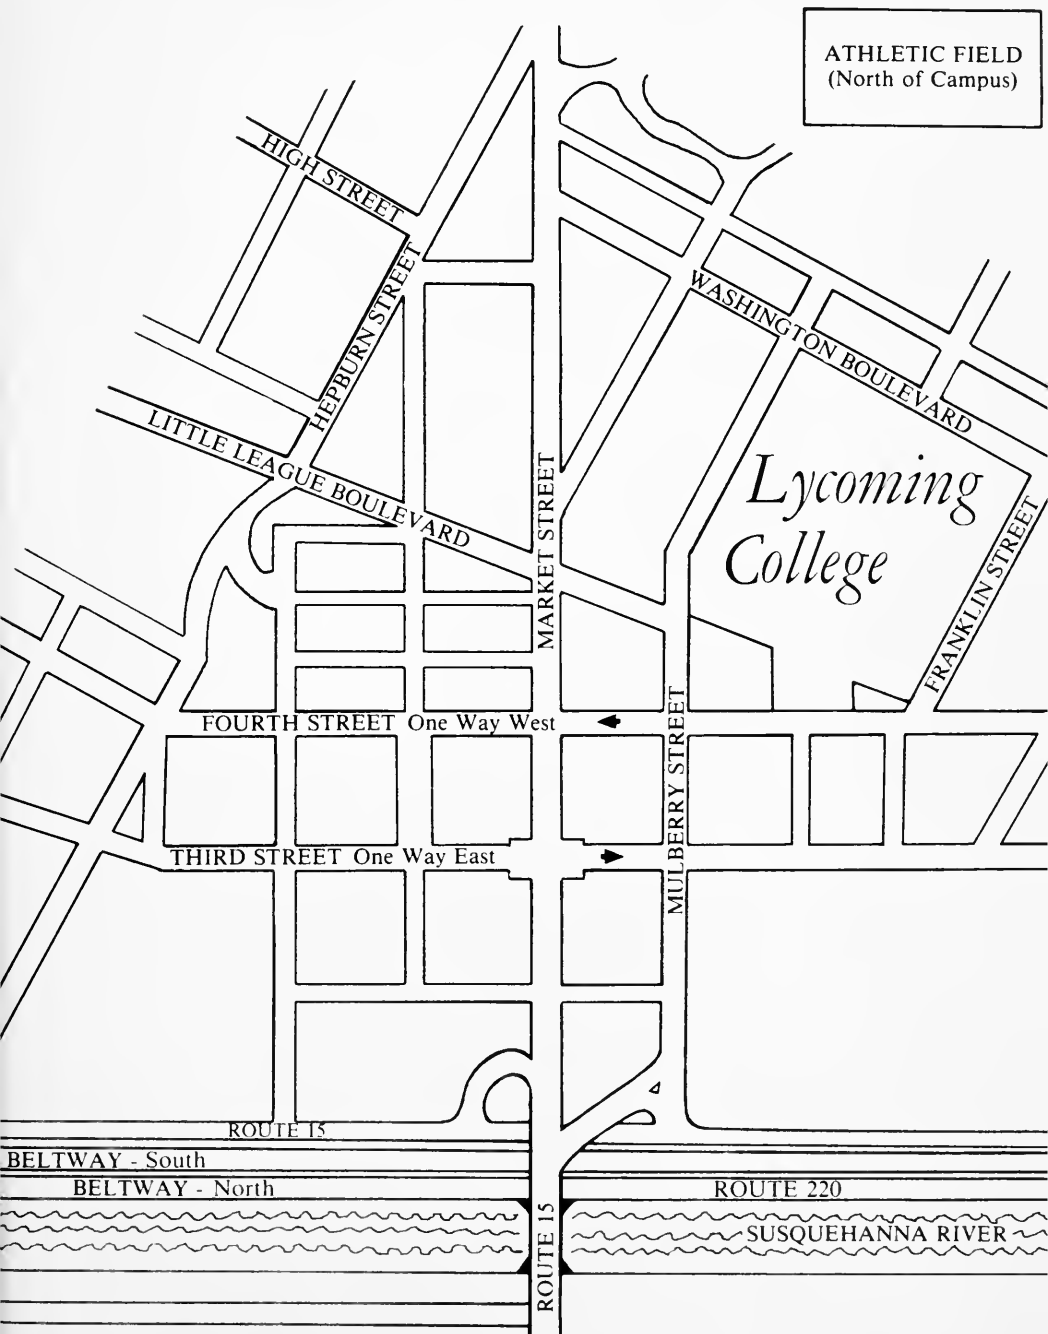 ATHLETIC FIELD
(North of Campus)
HIGH STREET
HEPBURN STREET
WASHINGTON BOULEVARD
LITTLE LEAGUE BOULEVARD
MARKET STREET
Lycoming
College
FRANKLIN STREET
FOURTH STREET One Way West
MULBERRY STREET
THIRD STREET One Way East
ROUTE 15
BELTWAY - South
BELTWAY - North
ROUTE 220
ROUTE 15
SUSQUEHANNA RIVER